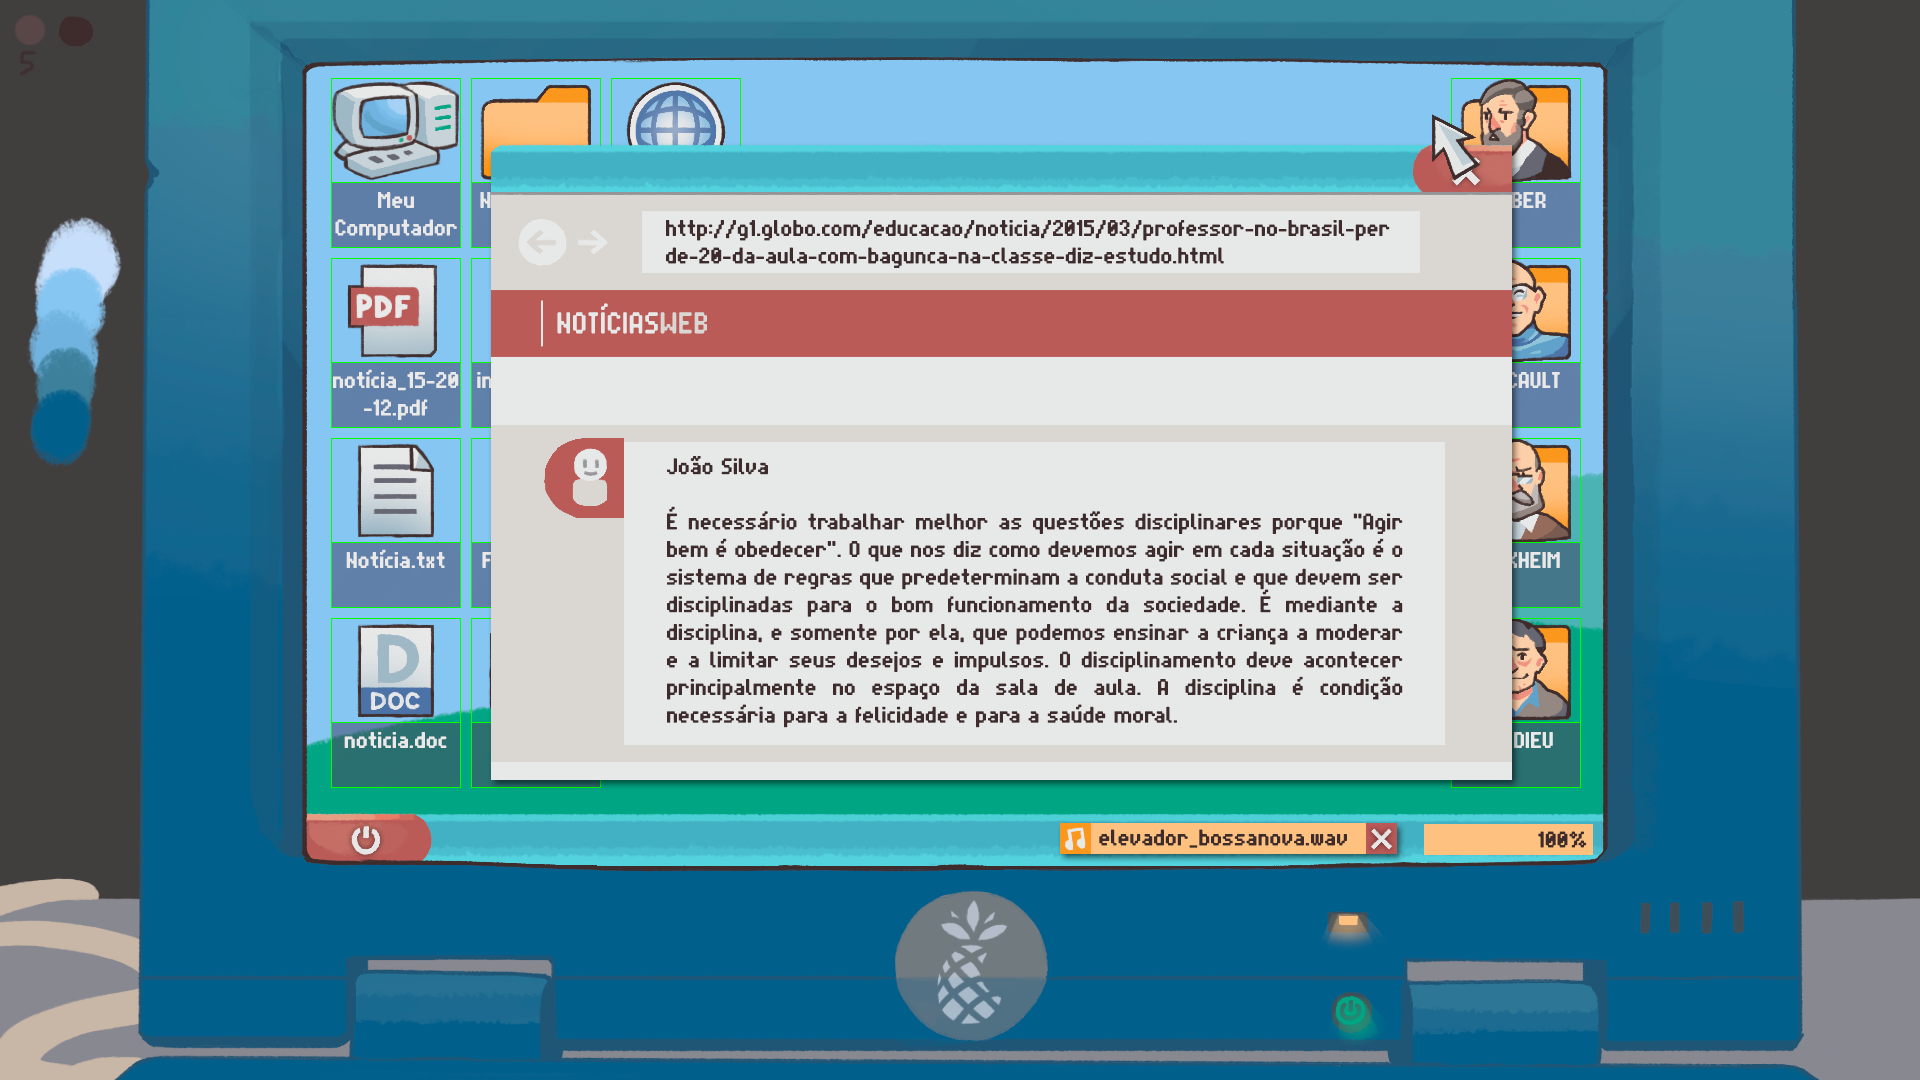 5
Meu
Computador
N
BER
http://g1.globo.com/educacao/noticia/2015/03/professor-no-brasil-per
de-20-da-aula-com-bagunca-na-classe-diz-estudo.html
NOTÍCIASWEB
PDF
notícia_15-20
-12.pdf
in
CAULT
João Silva
É necessário trabalhar melhor as questões disciplinares porque "Agir
bem é obedecer". O que nos diz como devemos agir em cada situação é o
sistema de regras que predeterminam a conduta social e que devem ser
disciplinadas para o bom funcionamento da sociedade. É mediante a
disciplina, e somente por ela, que podemos ensinar a criança a moderar
e a limitar seus desejos e impulsos. O disciplinamento deve acontecer
principalmente no espaço da sala de aula. A disciplina é condição
necessária para a felicidade e para a saúde moral.
Notícia.txt
F
KHEIM
D
DOC
noticia.doc
DIEU
elevador_bossanova.wav
100%